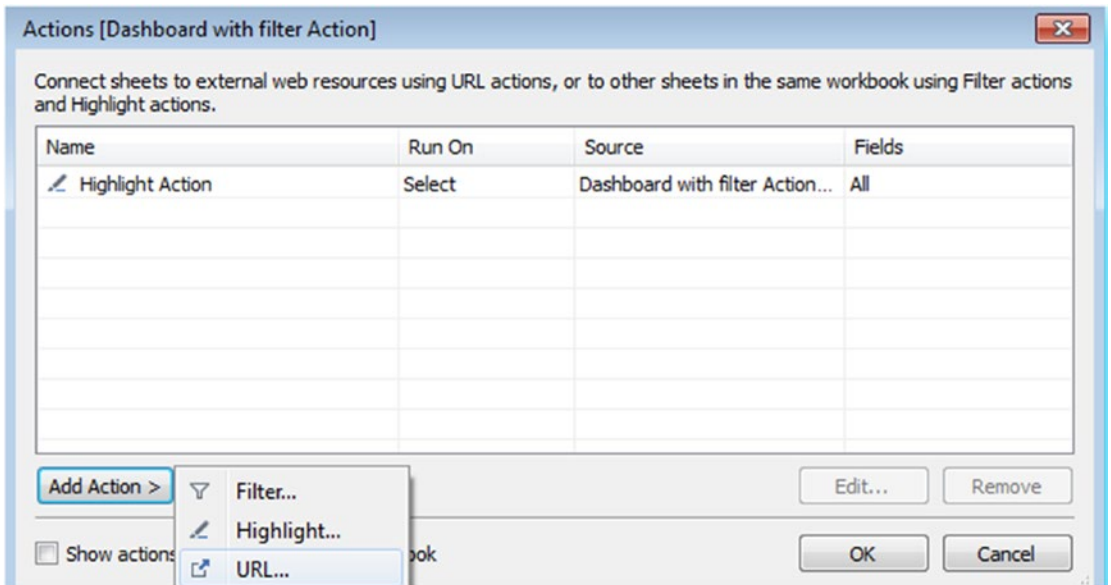 Actions [Dashboard with filter Action]
Connect sheets to external web resources using URL actions, or to other sheets in the same workbook using Filter actions
and Highlight actions.
Name Run On Source Fields
Highlight Action Select Dashboard with filter Action... All
Add Action > Filter... Edit... Remove
Highlight...
Show actions ook OK Cancel
URL...